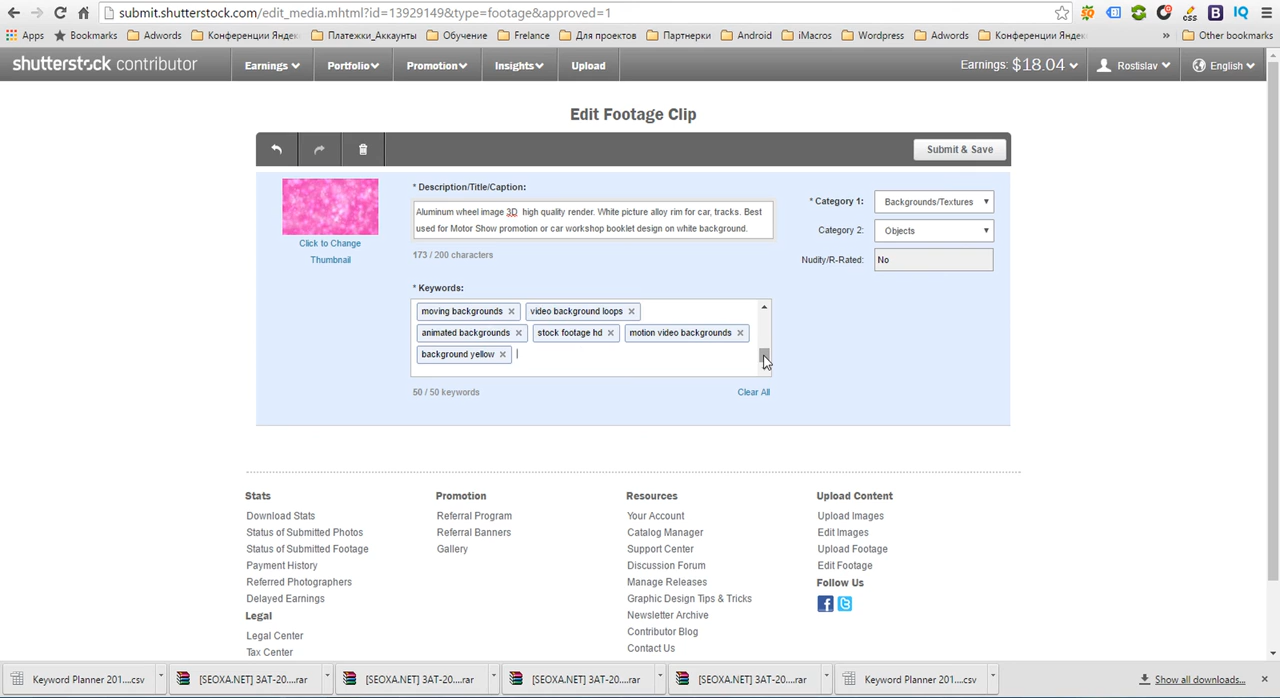 submit.shutterstock.com/edit_media.mhtml?id=13929149&type=footage&approved=1
Apps Bookmarks Adwords Конференции Яндек Платежки_Аккаунты Обучение Frelance Для проектов Партнерки Android iMacros Wordpress Adwords Конференции Яндек » Other bookmarks
shutterstock contributor Earnings Portfolio Promotion Insights Upload Earnings: $18.04 Rostislav English
Edit Footage Clip
Submit & Save
* Description/Title/Caption:
Aluminum wheel image 3D high quality render. White picture alloy rim for car, tracks. Best
used for Motor Show promotion or car workshop booklet design on white background.
173 / 200 characters
Click to Change
Thumbnail
* Category 1: Backgrounds/Textures
Category 2: Objects
Nudity/R-Rated: No
* Keywords:
moving backgrounds × video background loops ×
animated backgrounds × stock footage hd × motion video backgrounds ×
background yellow ×
50 / 50 keywords Clear All
Stats Promotion Resources Upload Content
Download Stats Referral Program Your Account Upload Images
Status of Submitted Photos Referral Banners Catalog Manager Edit Images
Status of Submitted Footage Gallery Support Center Upload Footage
Payment History Discussion Forum Edit Footage
Referred Photographers Manage Releases Follow Us
Delayed Earnings Graphic Design Tips & Tricks
Legal Newsletter Archive
Legal Center Contributor Blog
Tax Center Contact Us
Keyword Planner 201....csv [SEOXA.NET] 3AT-20....rar [SEOXA.NET] 3AT-20....rar [SEOXA.NET] 3AT-20....rar [SEOXA.NET] 3AT-20....rar Keyword Planner 201....csv Show all downloads...